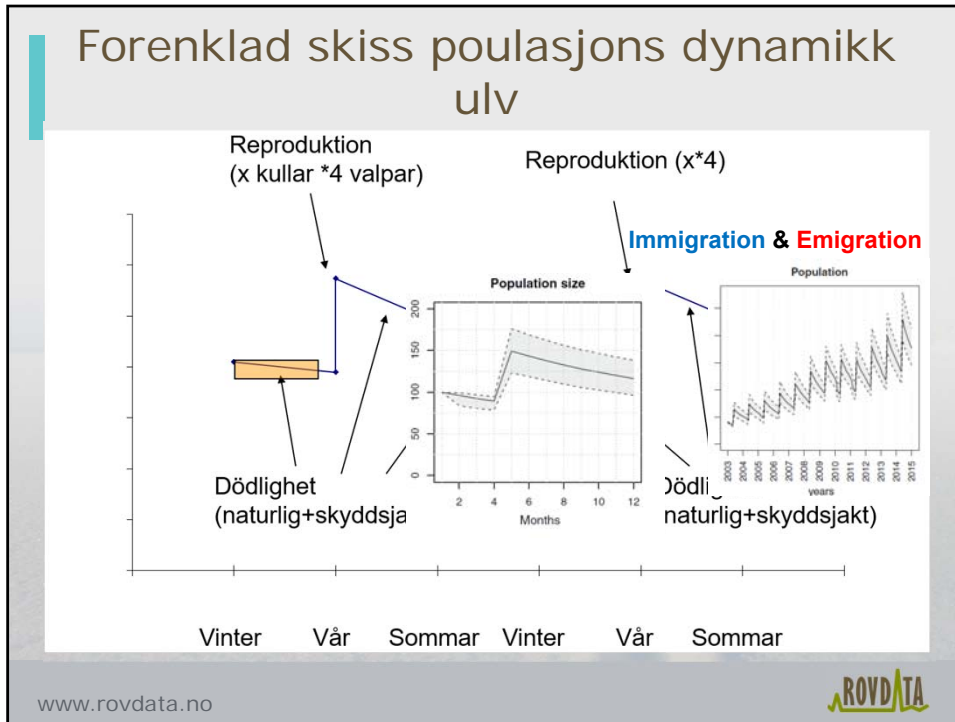 Forenklad skiss poulasjons dynamikk
ulv
Reproduktion
(x kullar *4 valpar)
Reproduktion (x*4)
Immigration & Emigration
Population size
200
150
100
50
0
2 4 6 8 10 12
Months
Population
2003 2004 2005 2006 2007 2008 2009 2010 2011 2012 2013 2014 2015
years
Dödlighet
(naturlig+skyddsja
Dödlig
naturlig+skyddsjakt)
Vinter Vår Sommar Vinter Vår Sommar
www.rovdata.no
ROVDATA